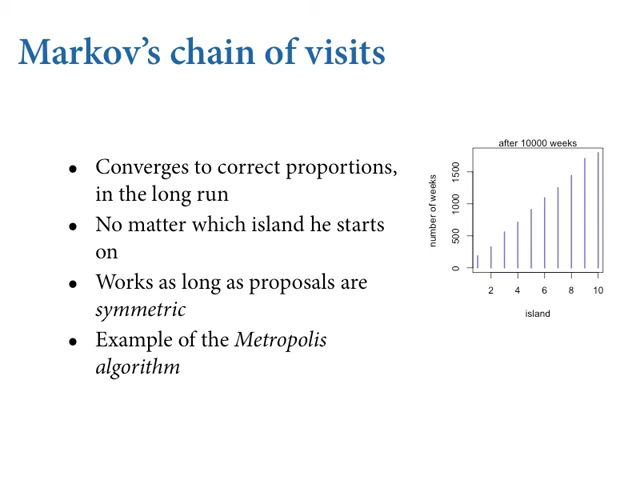 Markov’s chain of visits
• Converges to correct proportions,
in the long run
• No matter which island he starts
on
• Works as long as proposals are
symmetric
• Example of the Metropolis
algorithm
after 10000 weeks
number of weeks
0 500 1000 1500
2 4 6 8 10
island